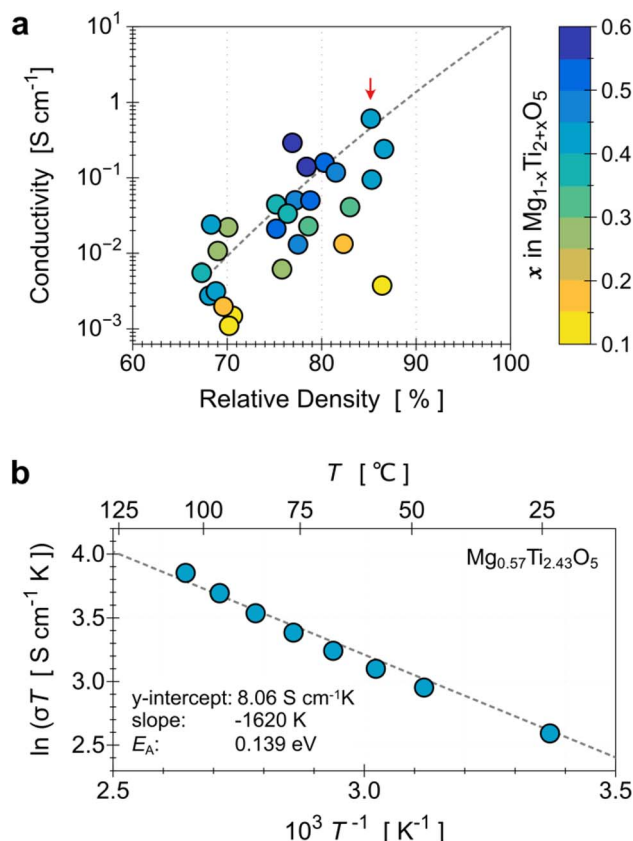 a
Conductivity [S cm⁻¹]
10¹
1
10⁻¹
10⁻²
10⁻³
60 70 80 90 100
Relative Density [ % ]
0.6
0.5
0.4
0.3
0.2
0.1
x in Mg₁₋ₓTi₂₊ₓO₅
b
T [℃]
125 100 75 50 25
ln (σT [ S cm⁻¹ K] )
4.0
3.5
3.0
2.5
Mg₀.₅₇Ti₂.₄₃O₅
y-intercept: 8.06 S cm⁻¹K
slope: -1620 K
E_A: 0.139 eV
2.5 3.0 3.5
10³ T⁻¹ [ K⁻¹ ]